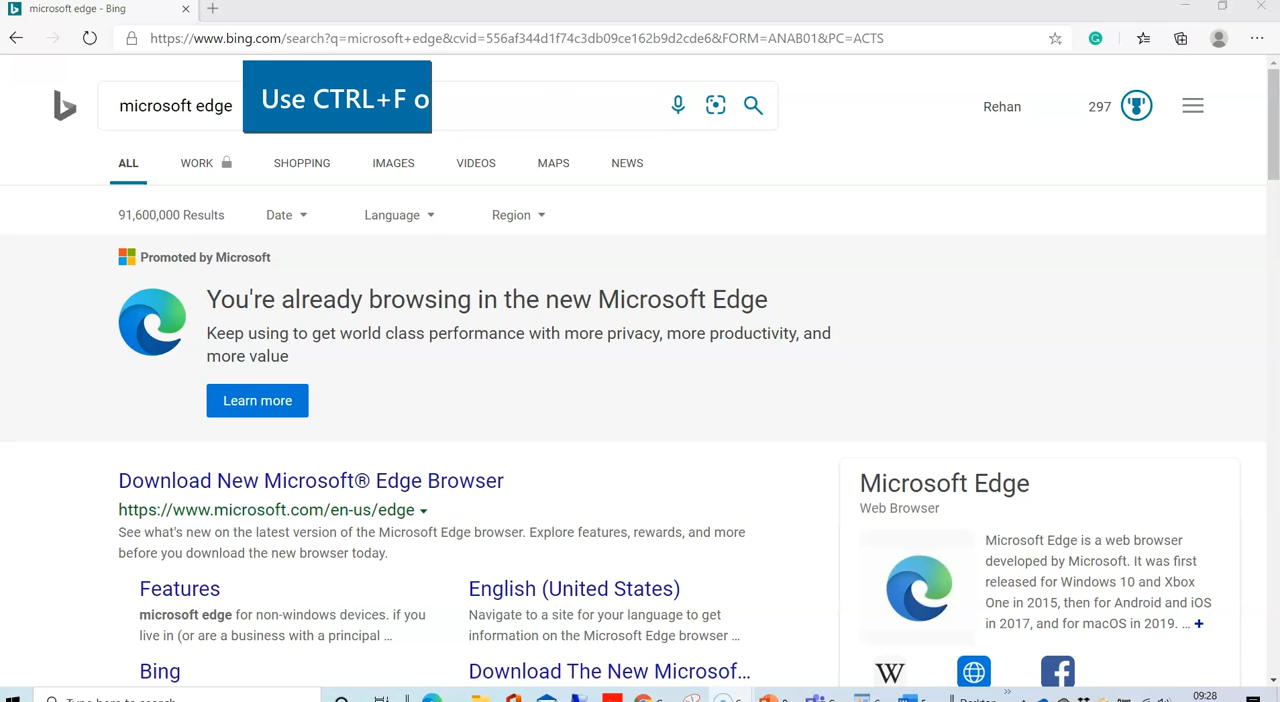 microsoft edge - Bing
https://www.bing.com/search?q=microsoft+edge&cvid=556af344d1f74c3db09ce162b9d2cde6&FORM=ANAB01&PC=ACTS
microsoft edge
Use CTRL+F o
Rehan
297
ALL WORK SHOPPING IMAGES VIDEOS MAPS NEWS
91,600,000 Results Date Language Region
Promoted by Microsoft
You're already browsing in the new Microsoft Edge
Keep using to get world class performance with more privacy, more productivity, and
more value
Learn more
Download New Microsoft® Edge Browser
https://www.microsoft.com/en-us/edge
See what's new on the latest version of the Microsoft Edge browser. Explore features, rewards, and more
before you download the new browser today.
Features
microsoft edge for non-windows devices. if you
live in (or are a business with a principal ...
Bing
English (United States)
Navigate to a site for your language to get
information on the Microsoft Edge browser ...
Download The New Microsof...
Microsoft Edge
Web Browser
Microsoft Edge is a web browser
developed by Microsoft. It was first
released for Windows 10 and Xbox
One in 2015, then for Android and iOS
in 2017, and for macOS in 2019. ... +
W
Type here to search
Desktop
09:28